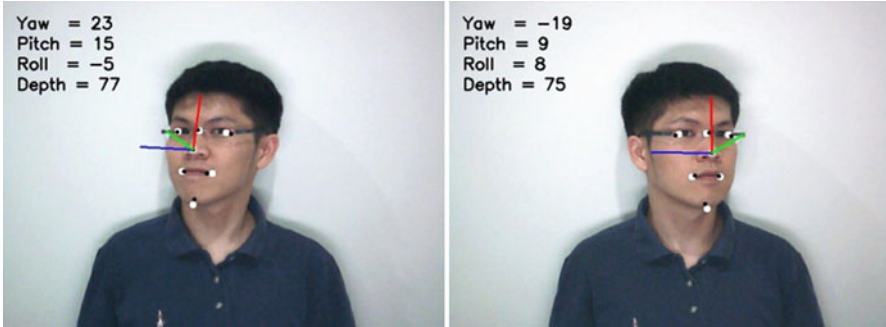 Yaw = 23
Pitch = 15
Roll = -5
Depth = 77
Yaw = -19
Pitch = 9
Roll = 8
Depth = 75